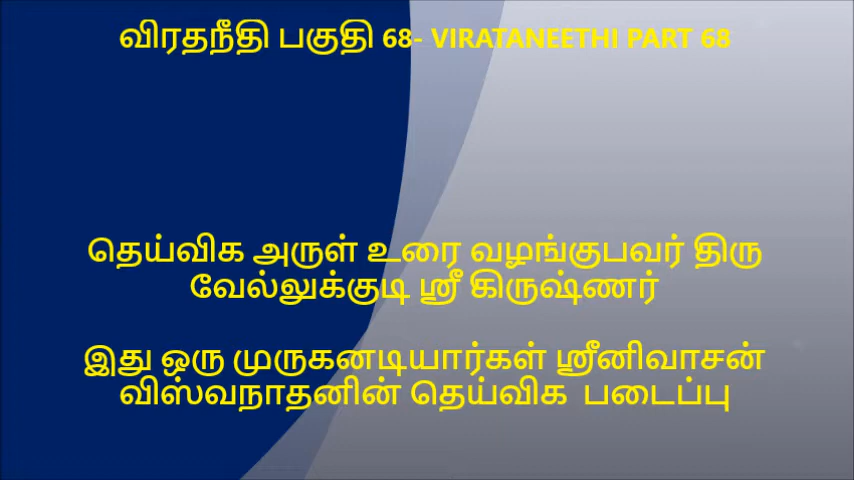 விரதநீதி பகுதி 68- VIRATANEETHI PART 68
தெய்விக அருள் உரை வழங்குபவர் திரு
வேல்லுக்குடி ஸ்ரீ கிருஷ்ணர்
இது ஒரு முருகனடியார்கள் ஸ்ரீனிவாசன்
விஸ்வநாதனின் தெய்விக படைப்பு